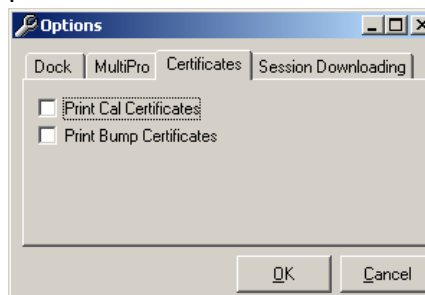 Options
Dock MultiPro Certificates Session Downloading
Print Cal Certificates
Print Bump Certificates
OK Cancel